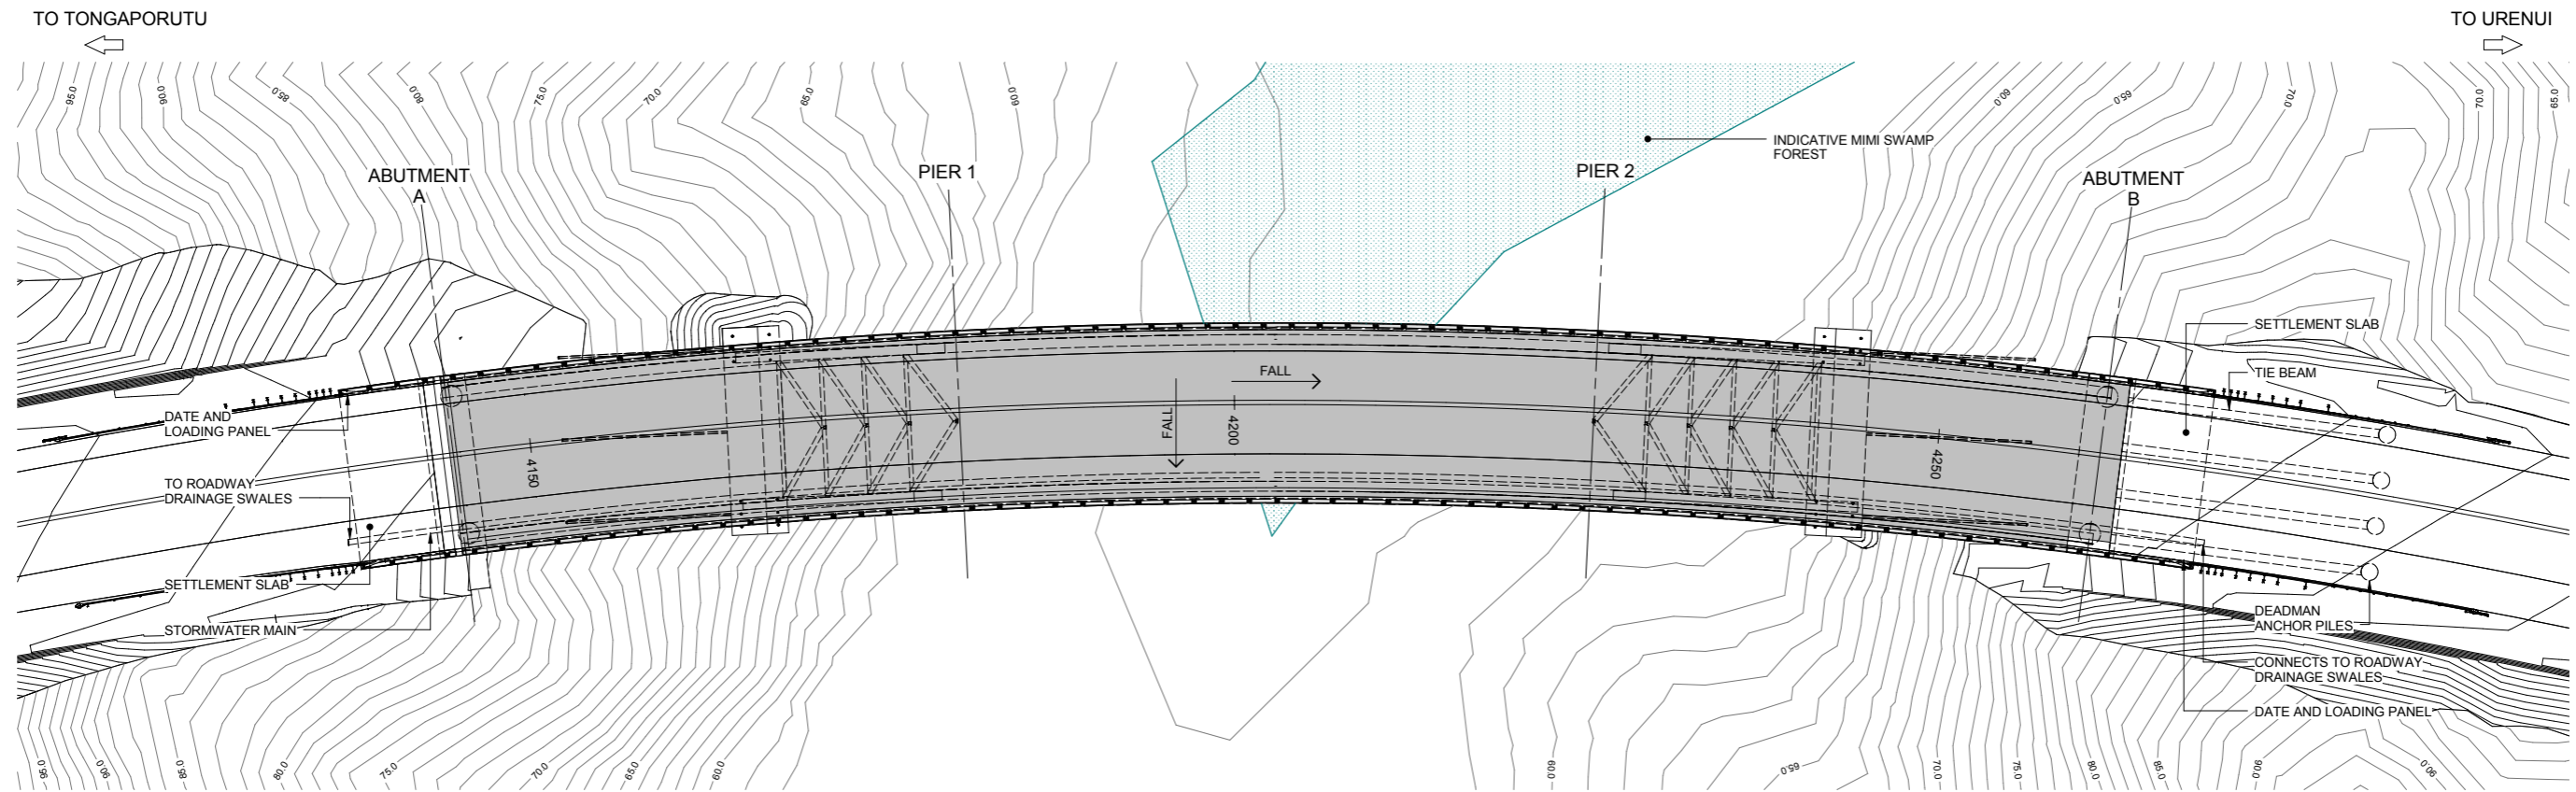 TO TONGAPORUTU
TO URENUI
95.0
90.0
85.0
80.0
75.0
70.0
65.0
60.0
60.0
65.0
70.0
70.0
65.0
INDICATIVE MIMI SWAMP
FOREST
ABUTMENT
A
PIER 1
PIER 2
ABUTMENT
B
SETTLEMENT SLAB
TIE BEAM
FALL
FALL
DATE AND
LOADING PANEL
4150
4200
4250
TO ROADWAY
DRAINAGE SWALES
SETTLEMENT SLAB
STORMWATER MAIN
DEADMAN
ANCHOR PILES
CONNECTS TO ROADWAY
DRAINAGE SWALES
DATE AND LOADING PANEL
95.0
90.0
85.0
80.0
75.0
70.0
65.0
60.0
60.0
65.0
70.0
75.0
80.0
85.0
90.0
90.0